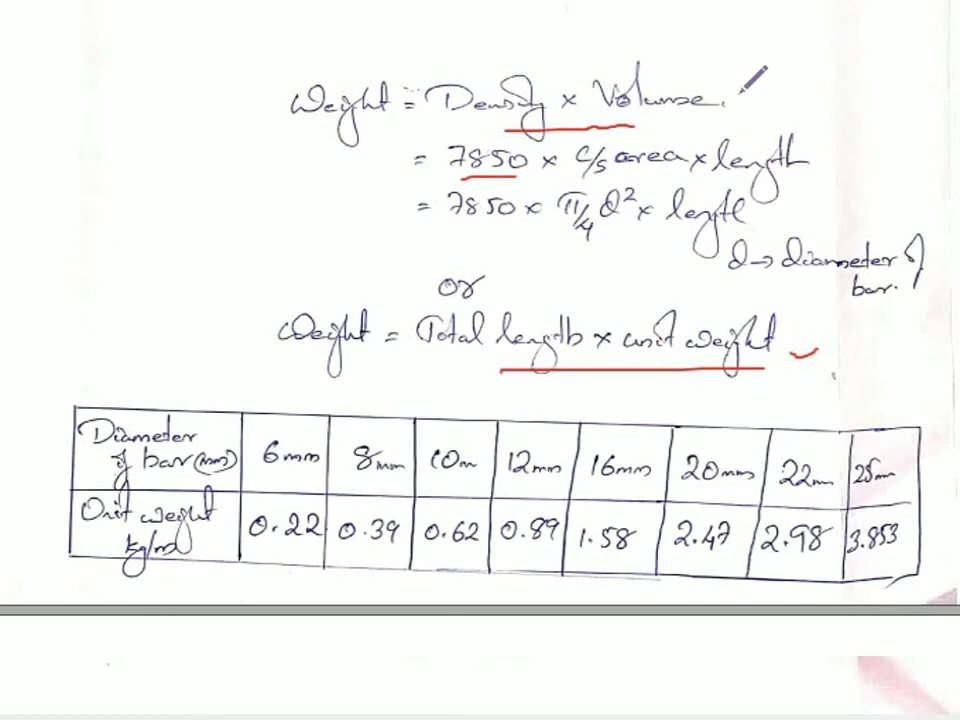 Weight = Density × Volume.
= 7850 × c/s area × length
= 7850 × π/4 d² × length
d → diameter of
bar.
or
Weight = Total length × unit weight
Diameter of bar (mm) 6mm 8mm 10m 12mm 16mm 20mm 22mm 25mm
Unit weight kg/m 0.22 0.39 0.62 0.89 1.58 2.47 2.98 3.853